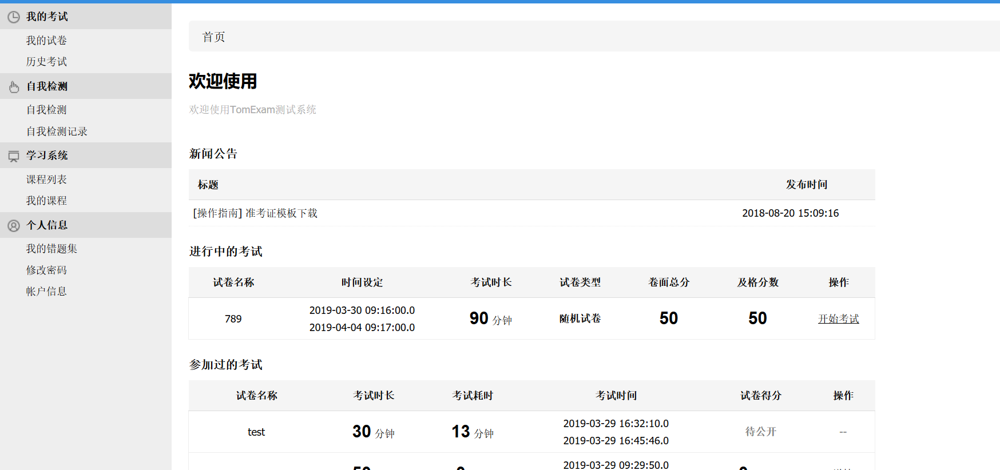 我的考试
我的试卷
历史考试
自我检测
自我检测
自我检测记录
学习系统
课程列表
我的课程
个人信息
我的错题集
修改密码
帐户信息
首页
欢迎使用
欢迎使用TomExam测试系统
新闻公告
标题 发布时间
[操作指南] 准考证模板下载 2018-08-20 15:09:16
进行中的考试
试卷名称 时间设定 考试时长 试卷类型 卷面总分 及格分数 操作
789 2019-03-30 09:16:00.0 90 分钟 随机试卷 50 50 开始考试
2019-04-04 09:17:00.0
参加过的考试
试卷名称 考试时长 考试耗时 考试时间 试卷得分 操作
test 30 分钟 13 分钟 2019-03-29 16:32:10.0 待公开 --
2019-03-29 16:45:46.0
2019-03-29 09:29:50.0